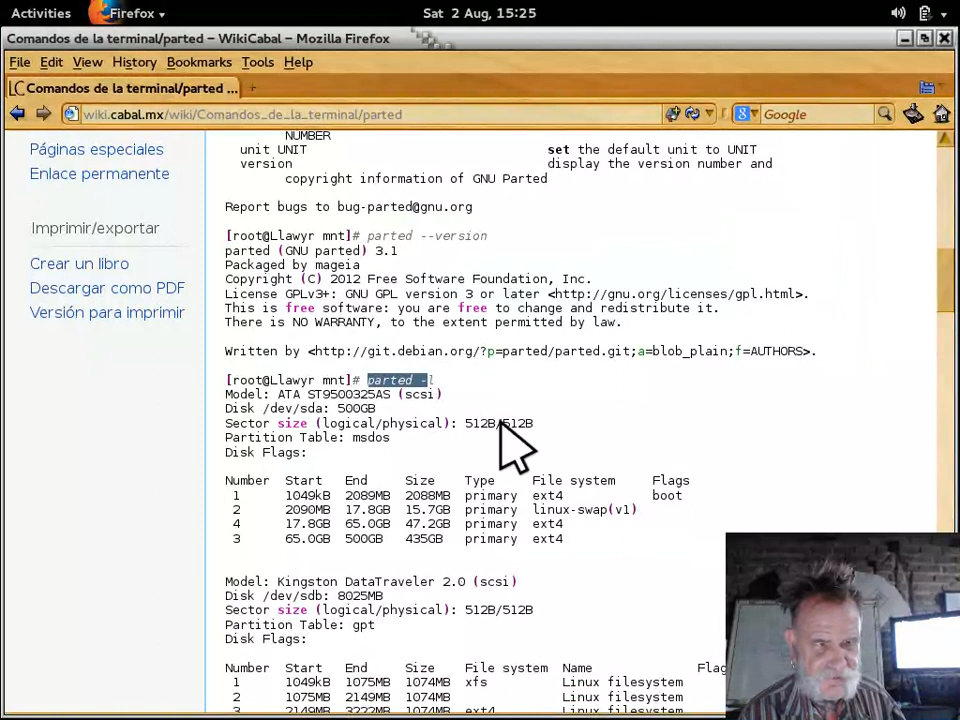 Activities
Firefox
Sat 2 Aug, 15:25
Comandos de la terminal/parted – WikiCabal – Mozilla Firefox
File Edit View History Bookmarks Tools Help
Comandos de la terminal/parted ...
wiki.cabal.mx/wiki/Comandos_de_la_terminal/parted
Google
Páginas especiales
Enlace permanente
Imprimir/exportar
Crear un libro
Descargar como PDF
Versión para imprimir
NUMBER
unit UNIT set the default unit to UNIT
version display the version number and
copyright information of GNU Parted
Report bugs to bug-parted@gnu.org
[root@Llawyr mnt]# parted --version
parted (GNU parted) 3.1
Packaged by mageia
Copyright (C) 2012 Free Software Foundation, Inc.
License GPLv3+: GNU GPL version 3 or later <http://gnu.org/licenses/gpl.html>.
This is free software: you are free to change and redistribute it.
There is NO WARRANTY, to the extent permitted by law.
Written by <http://git.debian.org/?p=parted/parted.git;a=blob_plain;f=AUTHORS>.
[root@Llawyr mnt]# parted -l
Model: ATA ST9500325AS (scsi)
Disk /dev/sda: 500GB
Sector size (logical/physical): 512B/512B
Partition Table: msdos
Disk Flags:
Number Start End Size Type File system Flags
1 1049kB 2089MB 2088MB primary ext4 boot
2 2090MB 17.8GB 15.7GB primary linux-swap(v1)
4 17.8GB 65.0GB 47.2GB primary ext4
3 65.0GB 500GB 435GB primary ext4
Model: Kingston DataTraveler 2.0 (scsi)
Disk /dev/sdb: 8025MB
Sector size (logical/physical): 512B/512B
Partition Table: gpt
Disk Flags:
Number Start End Size File system Name Flag
1 1049kB 1075MB 1074MB xfs Linux filesystem
2 1075MB 2149MB 1074MB Linux filesystem
3 2149MB 3222MB 1074MB ext4 Linux filesystem